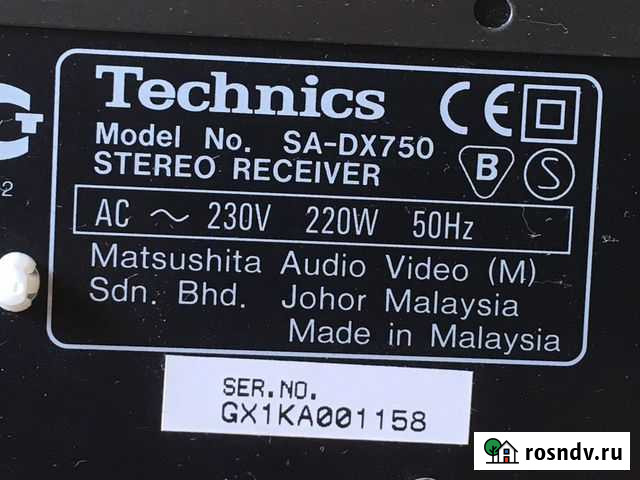 Technics
CE
Model No. SA-DX750
STEREO RECEIVER
B
S
G
2
AC ~ 230V 220W 50Hz
Matsushita Audio Video (M)
Sdn. Bhd. Johor Malaysia
Made in Malaysia
SER.NO.
GX1KA001158
rosndv.ru